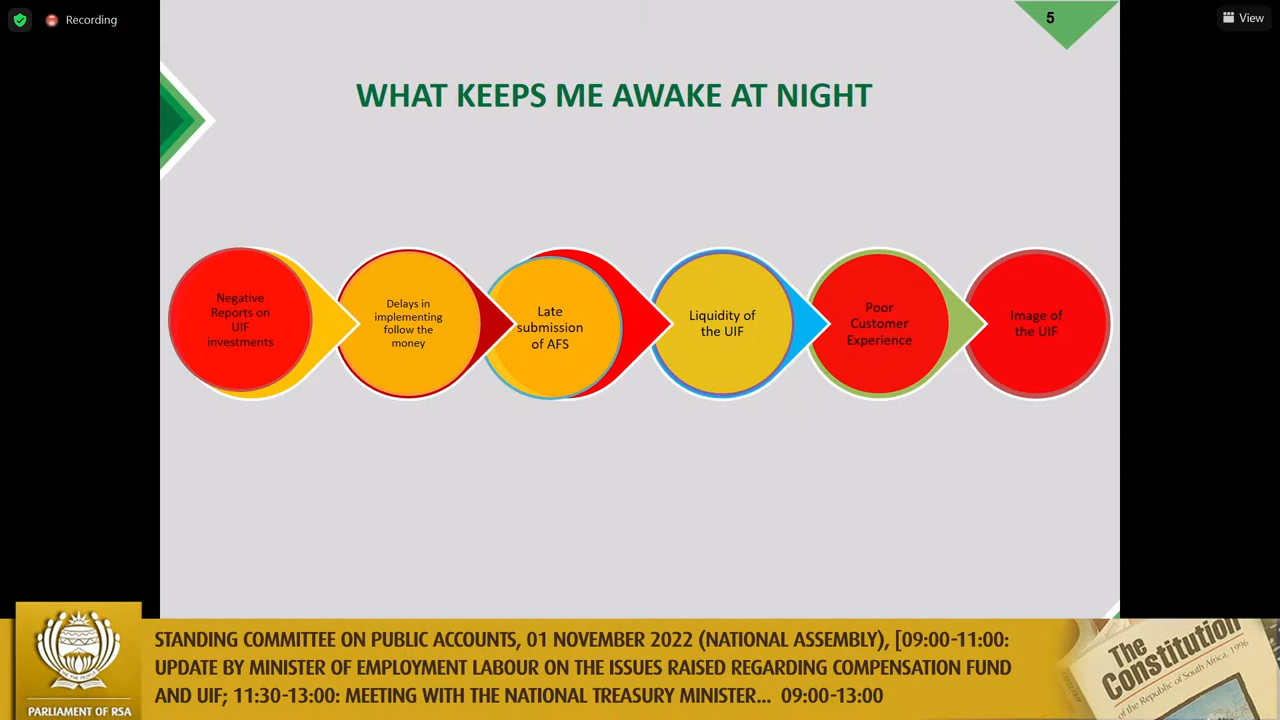 Recording
View
5
WHAT KEEPS ME AWAKE AT NIGHT
Negative
Reports on
UIF
investments
Delays in
implementing
follow the
money
Late
submission
of AFS
Liquidity of
the UIF
Poor
Customer
Experience
Image of
the UIF
PARLIAMENT OF RSA
STANDING COMMITTEE ON PUBLIC ACCOUNTS, 01 NOVEMBER 2022 (NATIONAL ASSEMBLY), [09:00-11:00:
UPDATE BY MINISTER OF EMPLOYMENT LABOUR ON THE ISSUES RAISED REGARDING COMPENSATION FUND
AND UIF; 11:30-13:00: MEETING WITH THE NATIONAL TREASURY MINISTER... 09:00-13:00
The
Constitution
of the Republic of South Africa, 1996